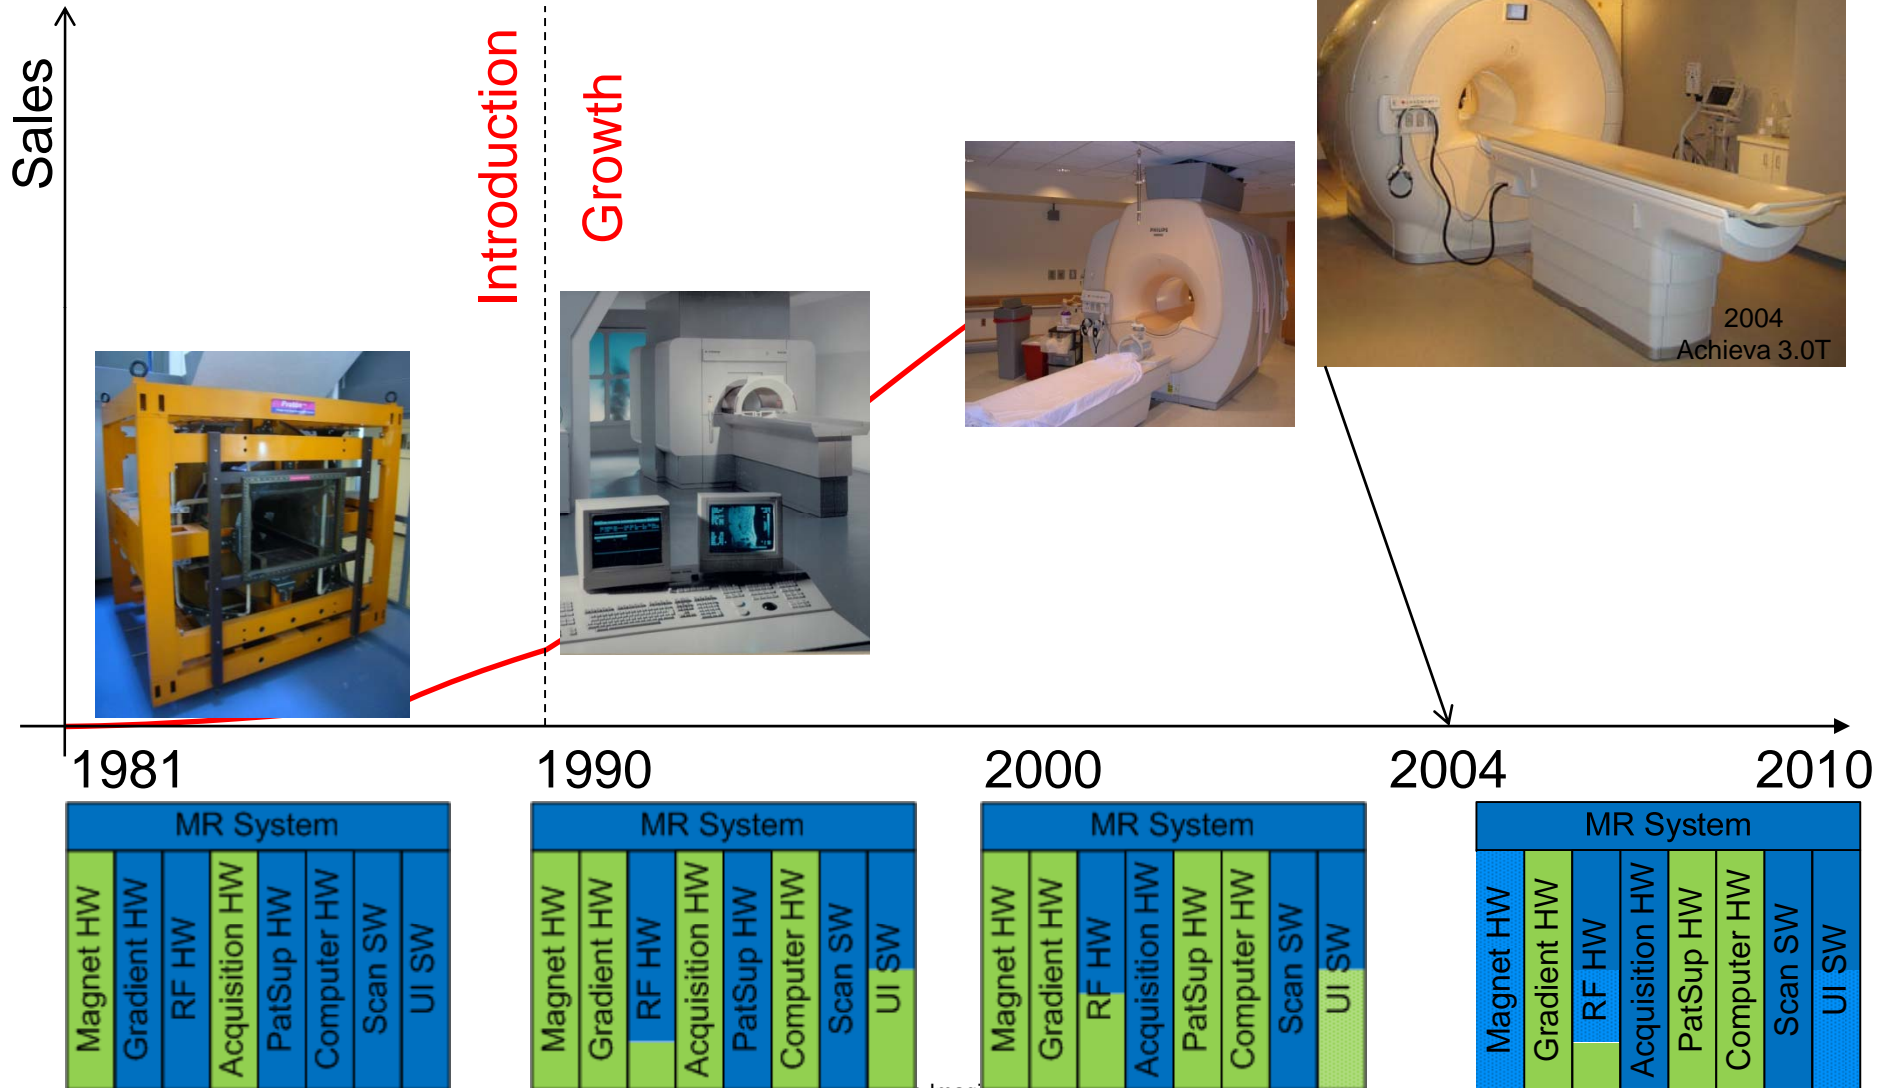 Sales
Introduction
Growth
PHILIPS
2004
Achieva 3.0T
1981
1990
2000
2004
2010
MR System
Magnet HW
Gradient HW
RF HW
Acquisition HW
PatSup HW
Computer HW
Scan SW
UI SW
MR System
Magnet HW
Gradient HW
RF HW
Acquisition HW
PatSup HW
Computer HW
Scan SW
UI SW
MR System
Magnet HW
Gradient HW
RF HW
Acquisition HW
PatSup HW
Computer HW
Scan SW
UI SW
MR System
Magnet HW
Gradient HW
RF HW
Acquisition HW
PatSup HW
Computer HW
Scan SW
UI SW